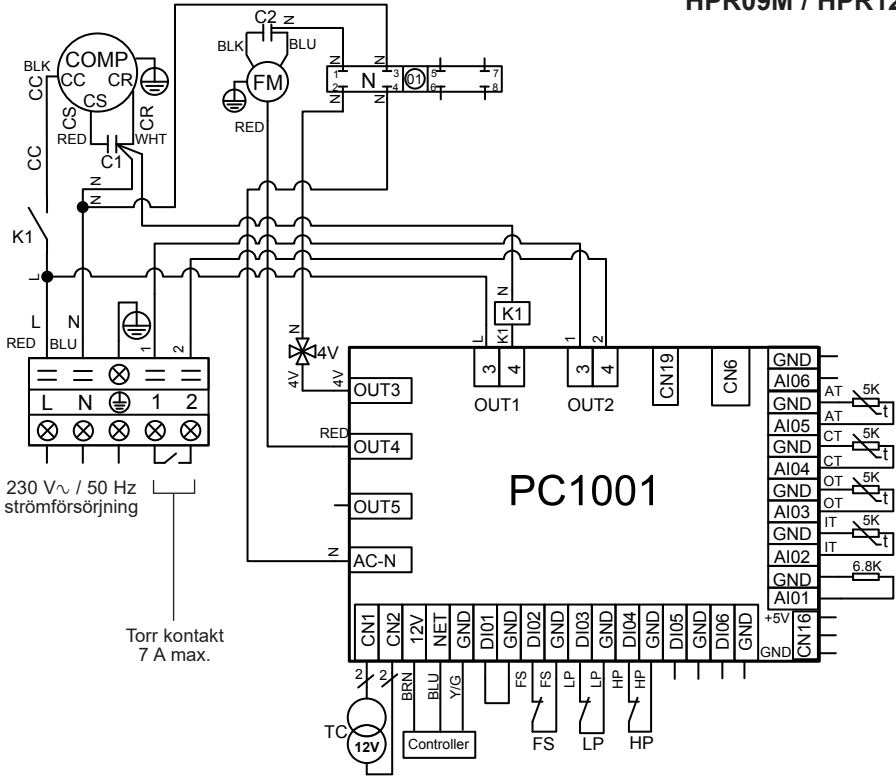 HPR09M / HPR12
C2
N
BLK
BLU
FM
RED
1
2
N
3
4
01
5
6
7
8
N
N
N
N
COMP
BLK
CC
CR
CS
CC
CS
CR
RED
WHT
C1
CC
N
N
K1
L
L
N
RED
BLU
1
2
L
N
1
2
230 V∿ / 50 Hz
strömförsörjning
Torr kontakt
7 A max.
N
4V
4V
4V
RED
N
L
N
K1
K1
1
2
3
4
OUT1
3
4
OUT2
CN19
CN6
OUT3
OUT4
OUT5
AC-N
PC1001
GND
AI06
GND
AI05
GND
AI04
GND
AI03
GND
AI02
GND
AI01
+5V
CN16
GND
AT
5K
AT
t
CT
5K
CT
t
OT
5K
OT
t
IT
5K
IT
t
6.8K
CN1
CN2
12V
NET
GND
DI01
GND
DI02
GND
DI03
GND
DI04
GND
DI05
GND
DI06
GND
2
2
BRN
BLU
Y/G
FS
FS
LP
LP
HP
HP
TC
12V
Controller
FS
LP
HP